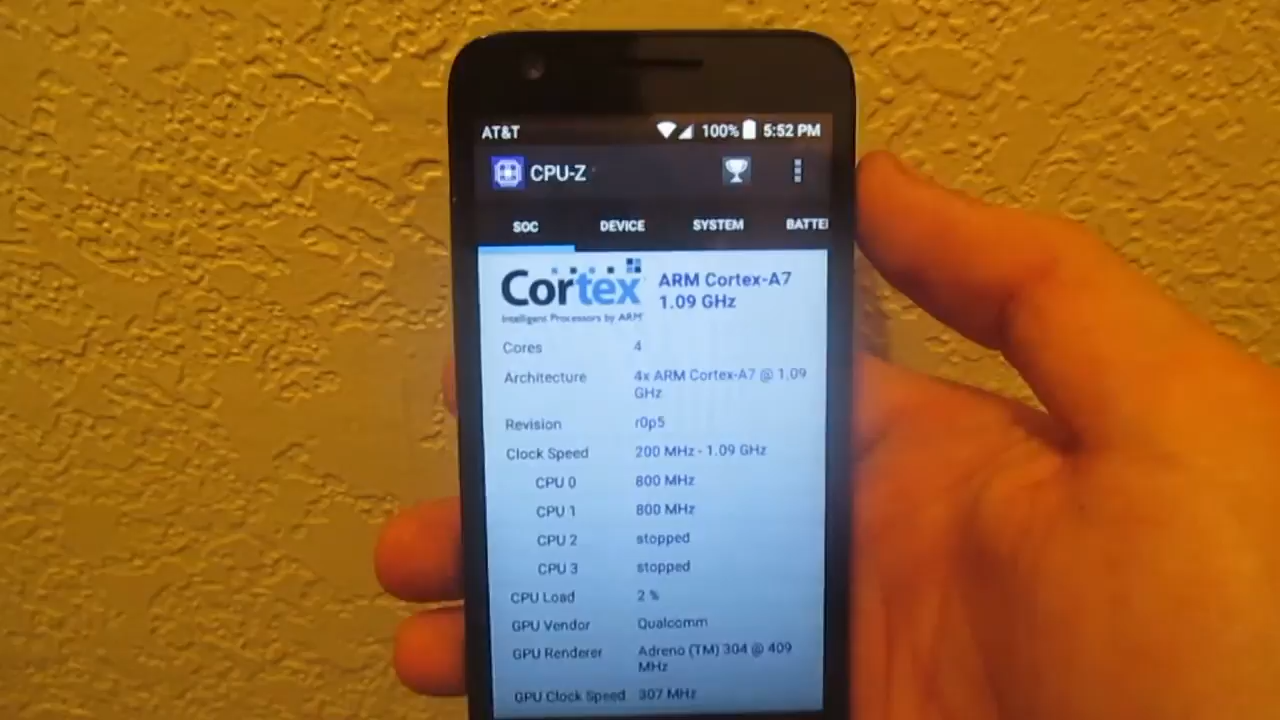 AT&T 100% 5:52 PM
CPU-Z
SOC DEVICE SYSTEM BATTE
Cortex
Intelligent Processors by ARM
ARM Cortex-A7
1.09 GHz
Cores 4
Architecture 4x ARM Cortex-A7 @ 1.09
GHz
Revision r0p5
Clock Speed 200 MHz - 1.09 GHz
CPU 0 800 MHz
CPU 1 800 MHz
CPU 2 stopped
CPU 3 stopped
CPU Load 2 %
GPU Vendor Qualcomm
GPU Renderer Adreno (TM) 304 @ 409
MHz
GPU Clock Speed 307 MHz